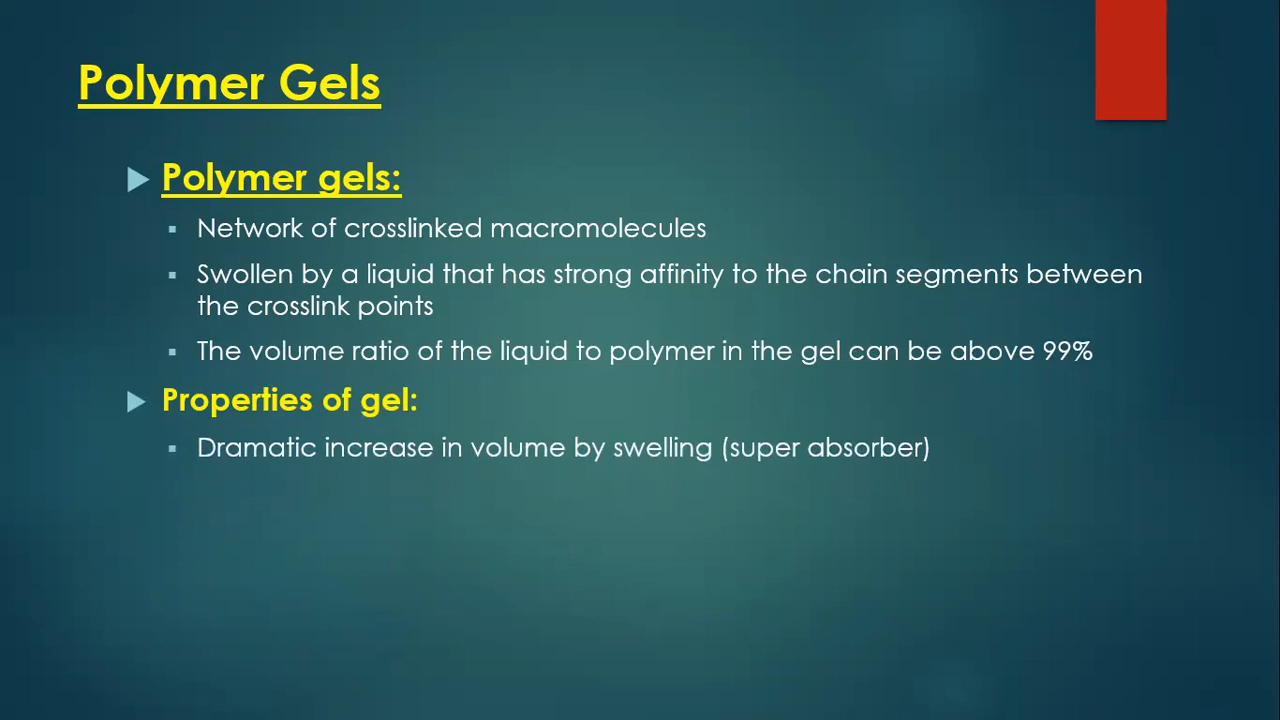 Polymer Gels
Polymer gels:
Network of crosslinked macromolecules
Swollen by a liquid that has strong affinity to the chain segments between
the crosslink points
The volume ratio of the liquid to polymer in the gel can be above 99%
Properties of gel:
Dramatic increase in volume by swelling (super absorber)